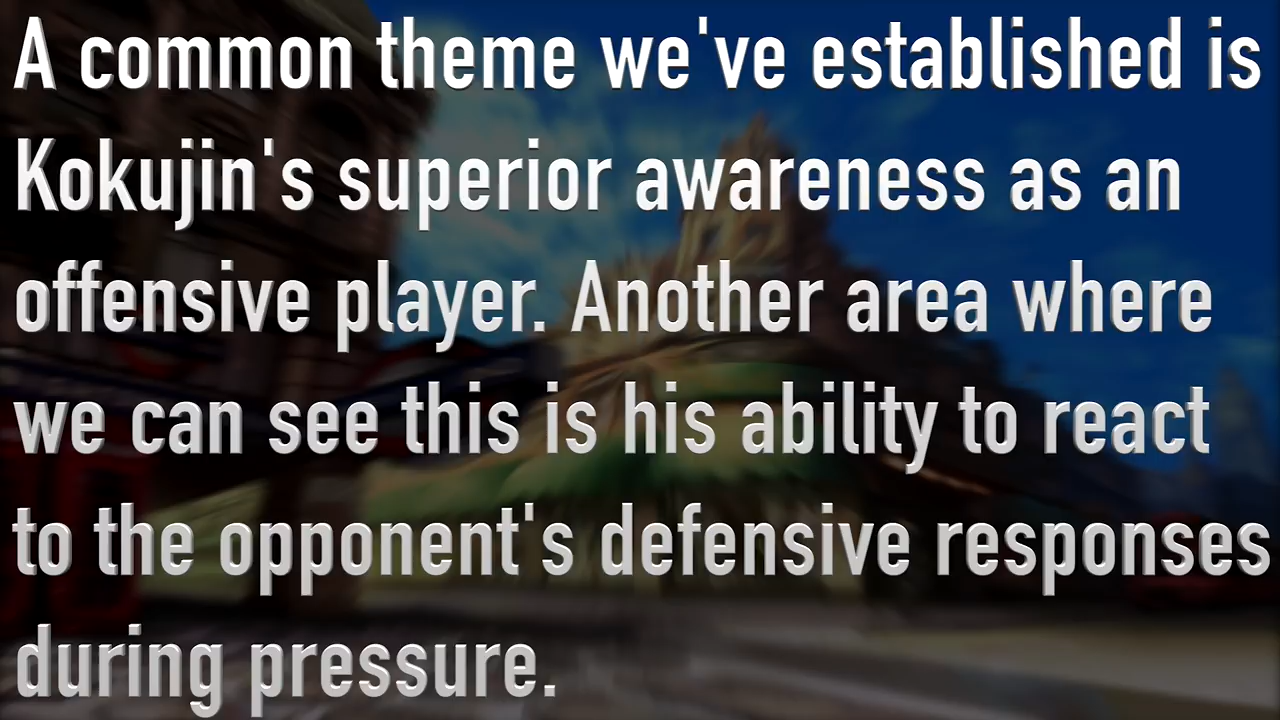 A common theme we've established is
Kokujin's superior awareness as an
offensive player. Another area where
we can see this is his ability to react
to the opponent's defensive responses
during pressure.